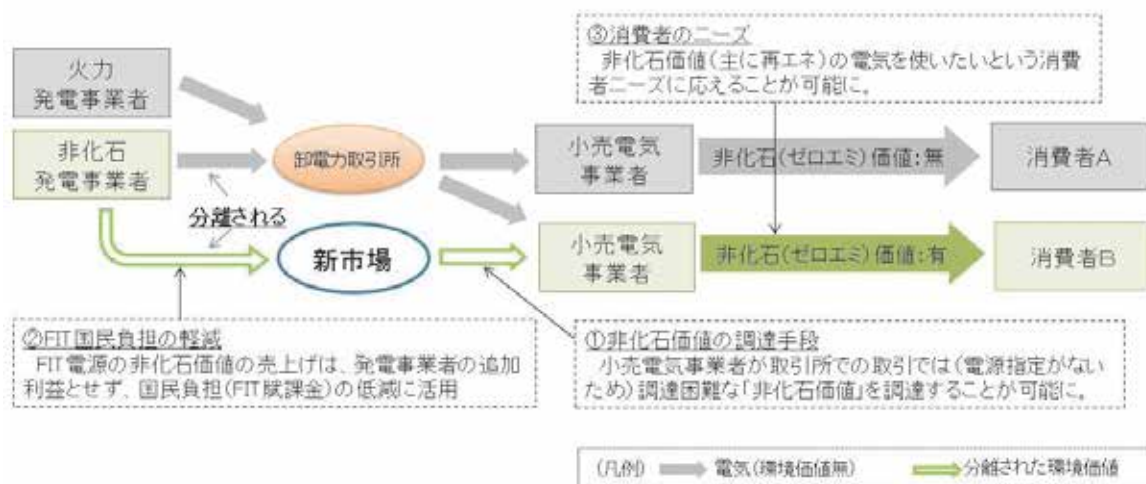 火力
発電事業者
非化石
発電事業者
分離される
卸電力取引所
新市場
小売電気
事業者
小売電気
事業者
非化石(ゼロエミ)価値:無
非化石(ゼロエミ)価値:有
消費者A
消費者B
③消費者のニーズ
非化石価値(主に再エネ)の電気を使いたいという消費
者ニーズに応えることが可能に。
②FIT国民負担の軽減
FIT電源の非化石価値の売上げは、発電事業者の追加
利益とせず、国民負担(FIT賦課金)の低減に活用
①非化石価値の調達手段
小売電気事業者が取引所での取引では(電源指定がない
ため)調達困難な「非化石価値」を調達することが可能に。
(凡例) 電気(環境価値無) 分離された環境価値